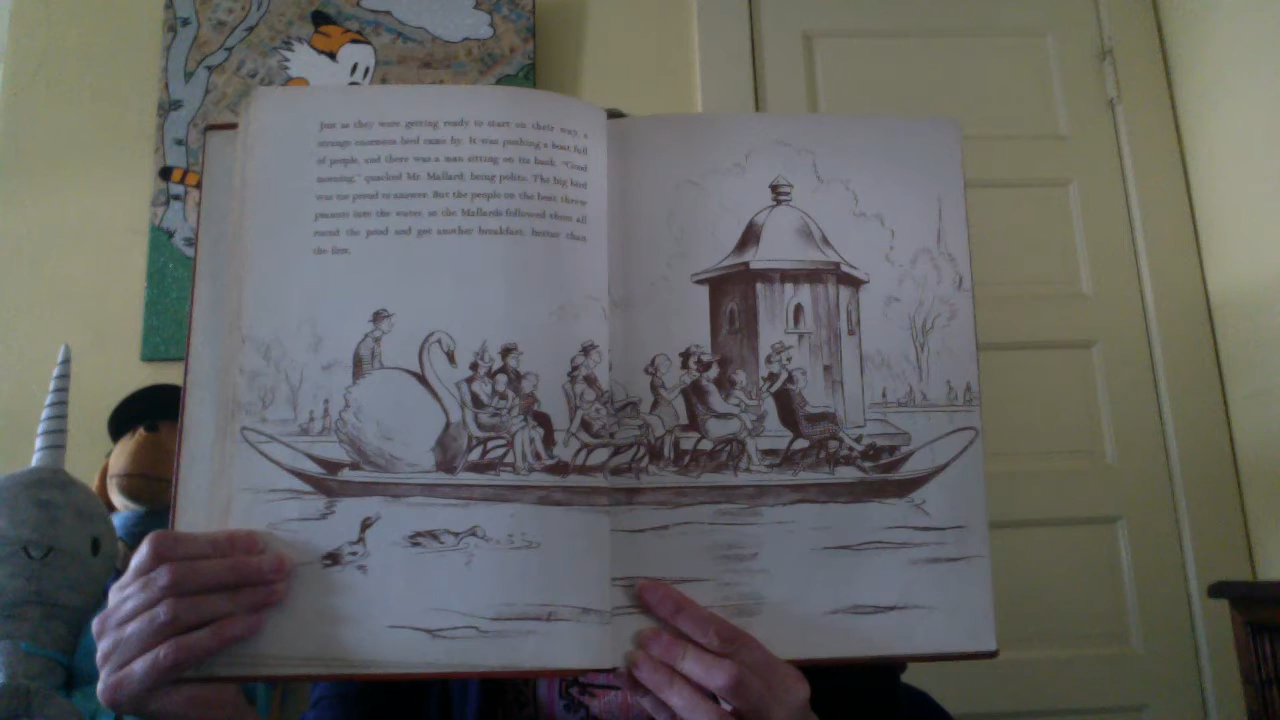 Just as they were getting ready to start on their way, a
strange enormous bird came by. It was pushing a boat full
of people, and there was a man sitting on its back. "Good
morning," quacked Mr. Mallard, being polite. The big bird
was too proud to answer. But the people on the boat threw
peanuts into the water, so the Mallards followed them all
round the pond and got another breakfast, better than
the first.